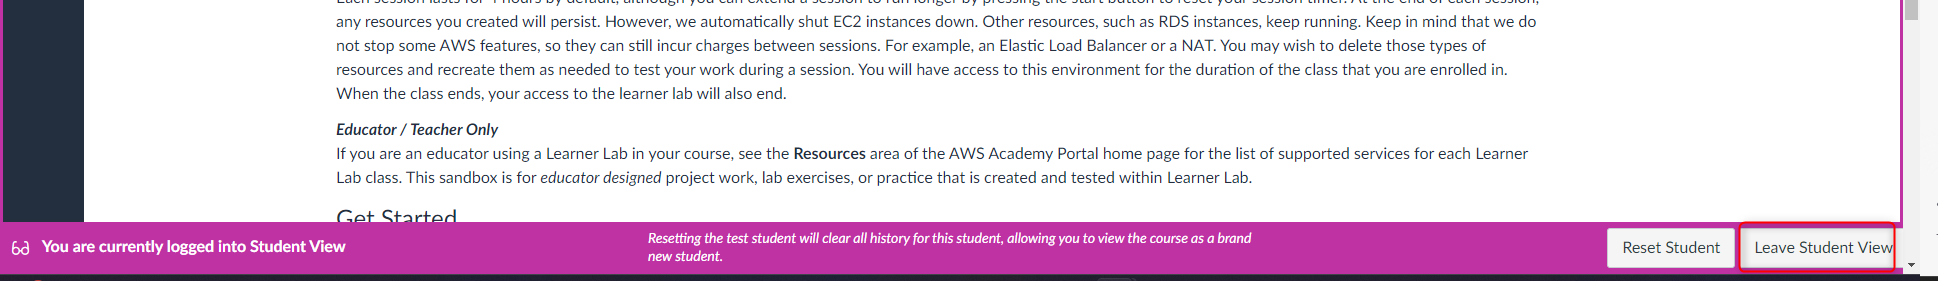 any resources you created will persist. However, we automatically shut EC2 instances down. Other resources, such as RDS instances, keep running. Keep in mind that we do
not stop some AWS features, so they can still incur charges between sessions. For example, an Elastic Load Balancer or a NAT. You may wish to delete those types of
resources and recreate them as needed to test your work during a session. You will have access to this environment for the duration of the class that you are enrolled in.
When the class ends, your access to the learner lab will also end.
Educator / Teacher Only
If you are an educator using a Learner Lab in your course, see the Resources area of the AWS Academy Portal home page for the list of supported services for each Learner
Lab class. This sandbox is for educator designed project work, lab exercises, or practice that is created and tested within Learner Lab.
Get Started
You are currently logged into Student View
Resetting the test student will clear all history for this student, allowing you to view the course as a brand
new student.
Reset Student
Leave Student View